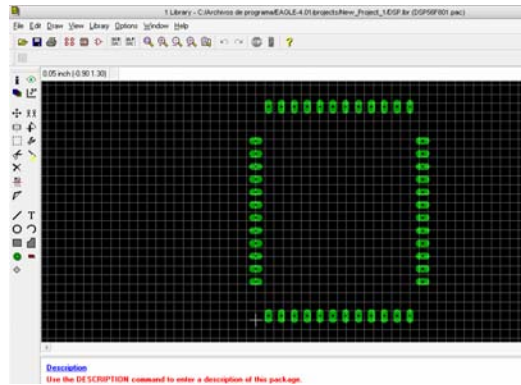 1 Library - C:/Archivos de programa/EAGLE-4.01/projects/New_Project_1/DSP.lbr (DSP56F801.pac)
File Edit Draw View Library Options Window Help
0.05 inch (-0.90 1.30)
Description
Use the DESCRIPTION command to enter a description of this package.